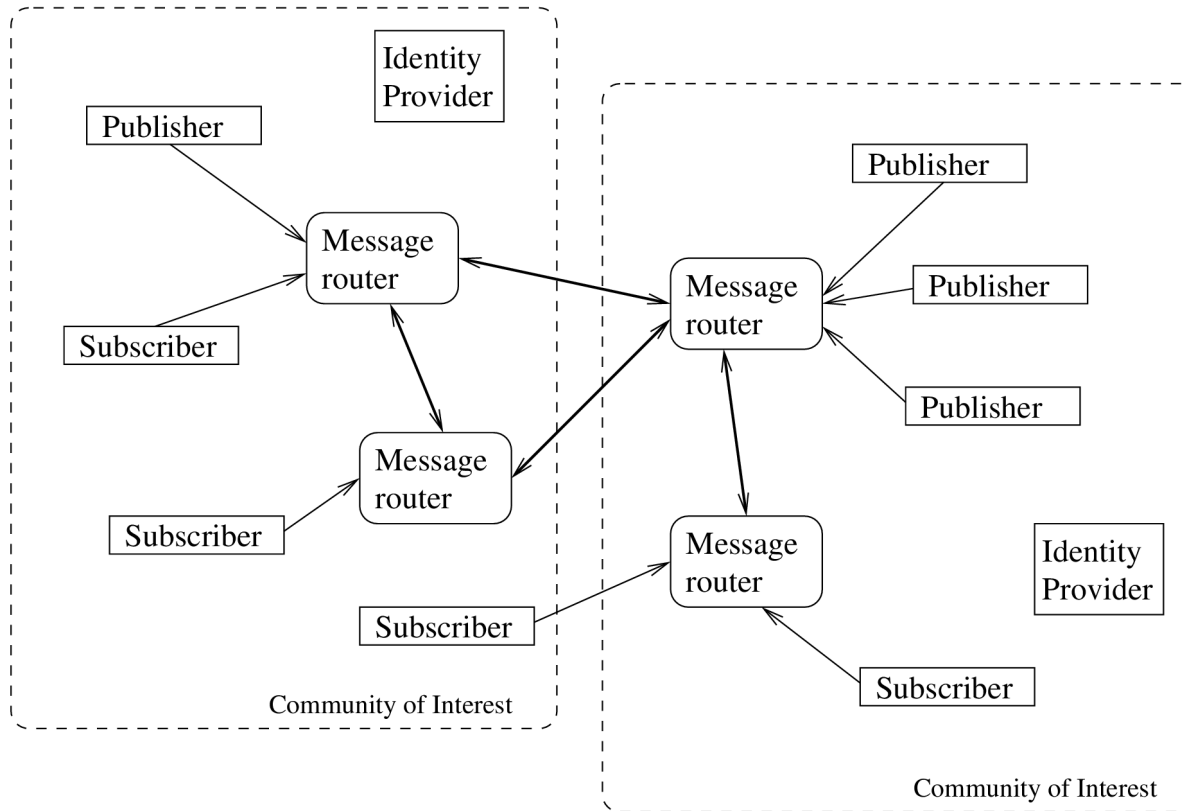 Identity
Provider
Publisher
Message
router
Subscriber
Message
router
Subscriber
Subscriber
Community of Interest
Publisher
Message
router
Publisher
Publisher
Message
router
Identity
Provider
Subscriber
Community of Interest